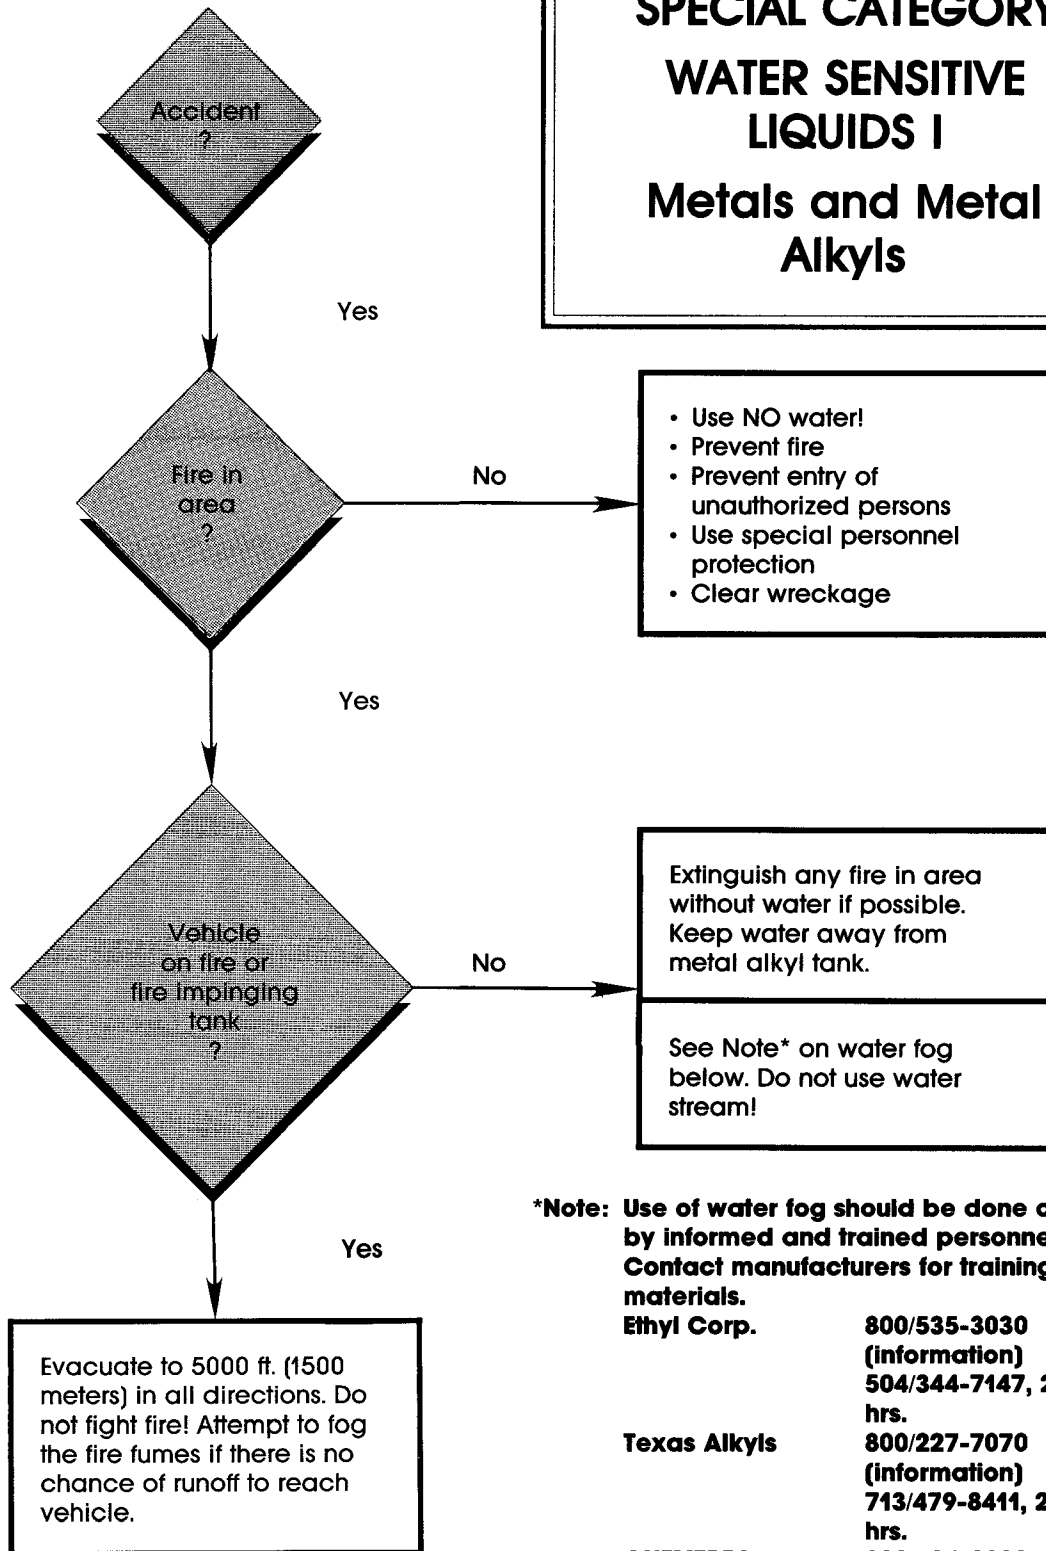 SPECIAL CATEGORY
WATER SENSITIVE
LIQUIDS I
Metals and Metal
Alkyls
Accident
?
Yes
Fire in
area
?
No
• Use NO water!
• Prevent fire
• Prevent entry of
unauthorized persons
• Use special personnel
protection
• Clear wreckage
Yes
Vehicle
on fire or
fire impinging
tank
?
No
Extinguish any fire in area
without water if possible.
Keep water away from
metal alkyl tank.
See Note* on water fog
below. Do not use water
stream!
Yes
Evacuate to 5000 ft. (1500
meters) in all directions. Do
not fight fire! Attempt to fog
the fire fumes if there is no
chance of runoff to reach
vehicle.
*Note: Use of water fog should be done
by informed and trained
Contact manufacturers for training
materials.
Ethyl Corp. 800/535-3030
(information)
504/344-7147,
hrs.
Texas Alkyls 800/227-7070
(information)
713/479-8411,
hrs.